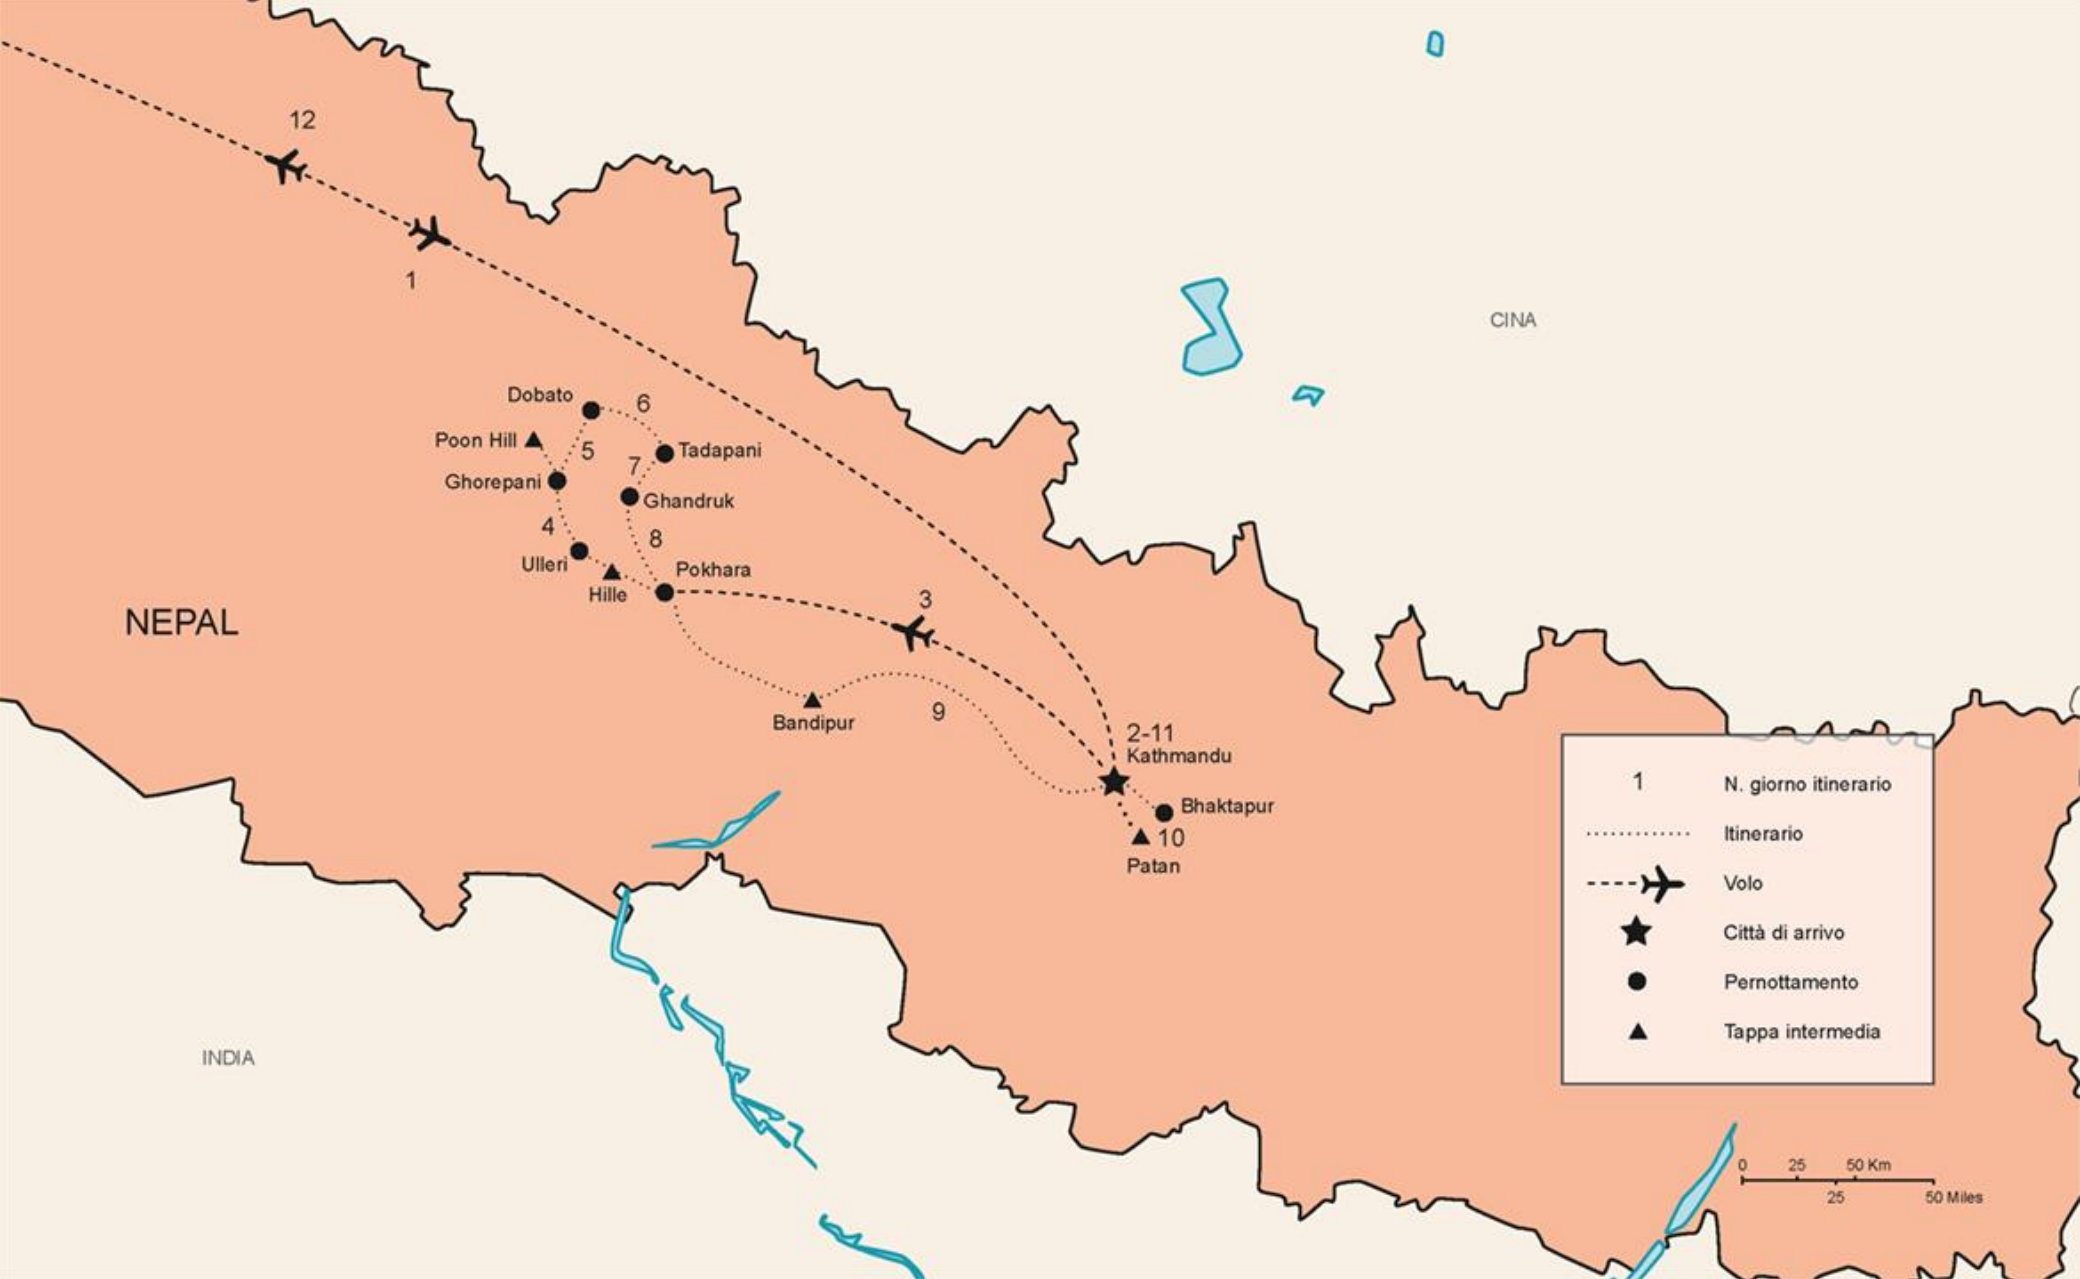 12
1
CINA
Dobato
6
Poon Hill
5
Tadapani
7
Ghorepani
Ghandruk
4
8
Ulleri
Pokhara
Hille
3
NEPAL
Bandipur
9
2-11
Kathmandu
Bhaktapur
10
Patan
1 N. giorno itinerario
Itinerario
Volo
Città di arrivo
Pernottamento
Tappa intermedia
INDIA
0 25 50 Km
25 50 Miles